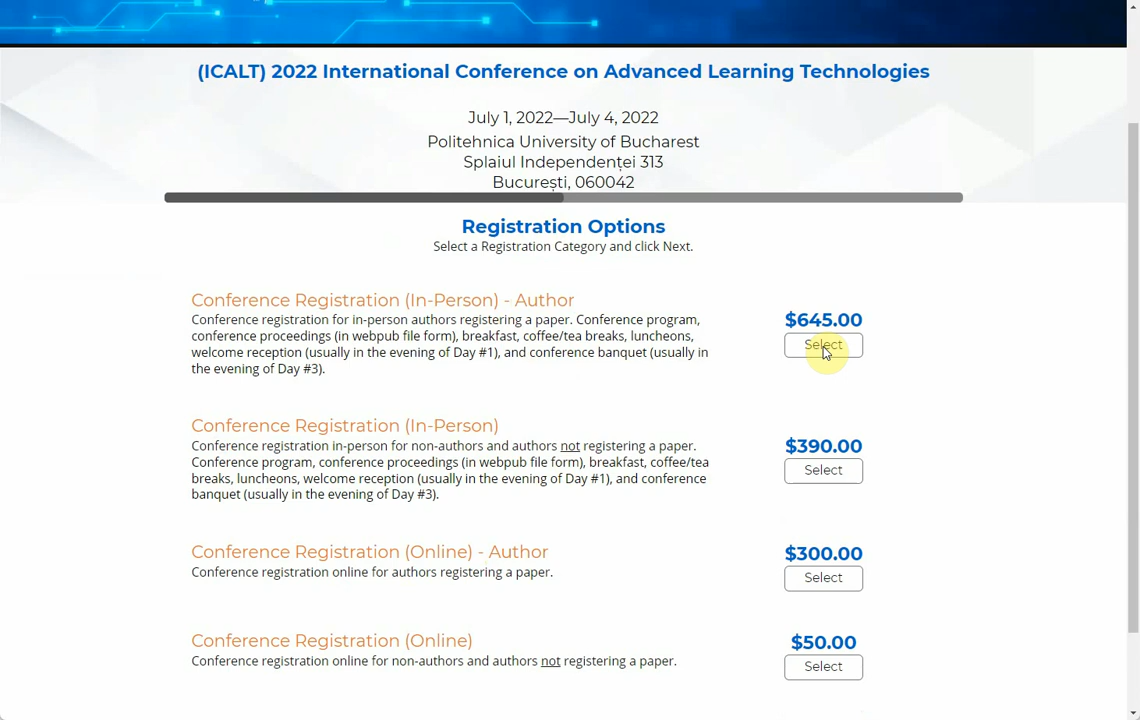 (ICALT) 2022 International Conference on Advanced Learning Technologies
July 1, 2022—July 4, 2022
Politehnica University of Bucharest
Splaiul Independenței 313
București, 060042
Registration Options
Select a Registration Category and click Next.
Conference Registration (In-Person) - Author
Conference registration for in-person authors registering a paper. Conference program,
conference proceedings (in webpub file form), breakfast, coffee/tea breaks, luncheons,
welcome reception (usually in the evening of Day #1), and conference banquet (usually in
the evening of Day #3).
$645.00
Select
Conference Registration (In-Person)
Conference registration in-person for non-authors and authors not registering a paper.
Conference program, conference proceedings (in webpub file form), breakfast, coffee/tea
breaks, luncheons, welcome reception (usually in the evening of Day #1), and conference
banquet (usually in the evening of Day #3).
$390.00
Select
Conference Registration (Online) - Author
Conference registration online for authors registering a paper.
$300.00
Select
Conference Registration (Online)
Conference registration online for non-authors and authors not registering a paper.
$50.00
Select